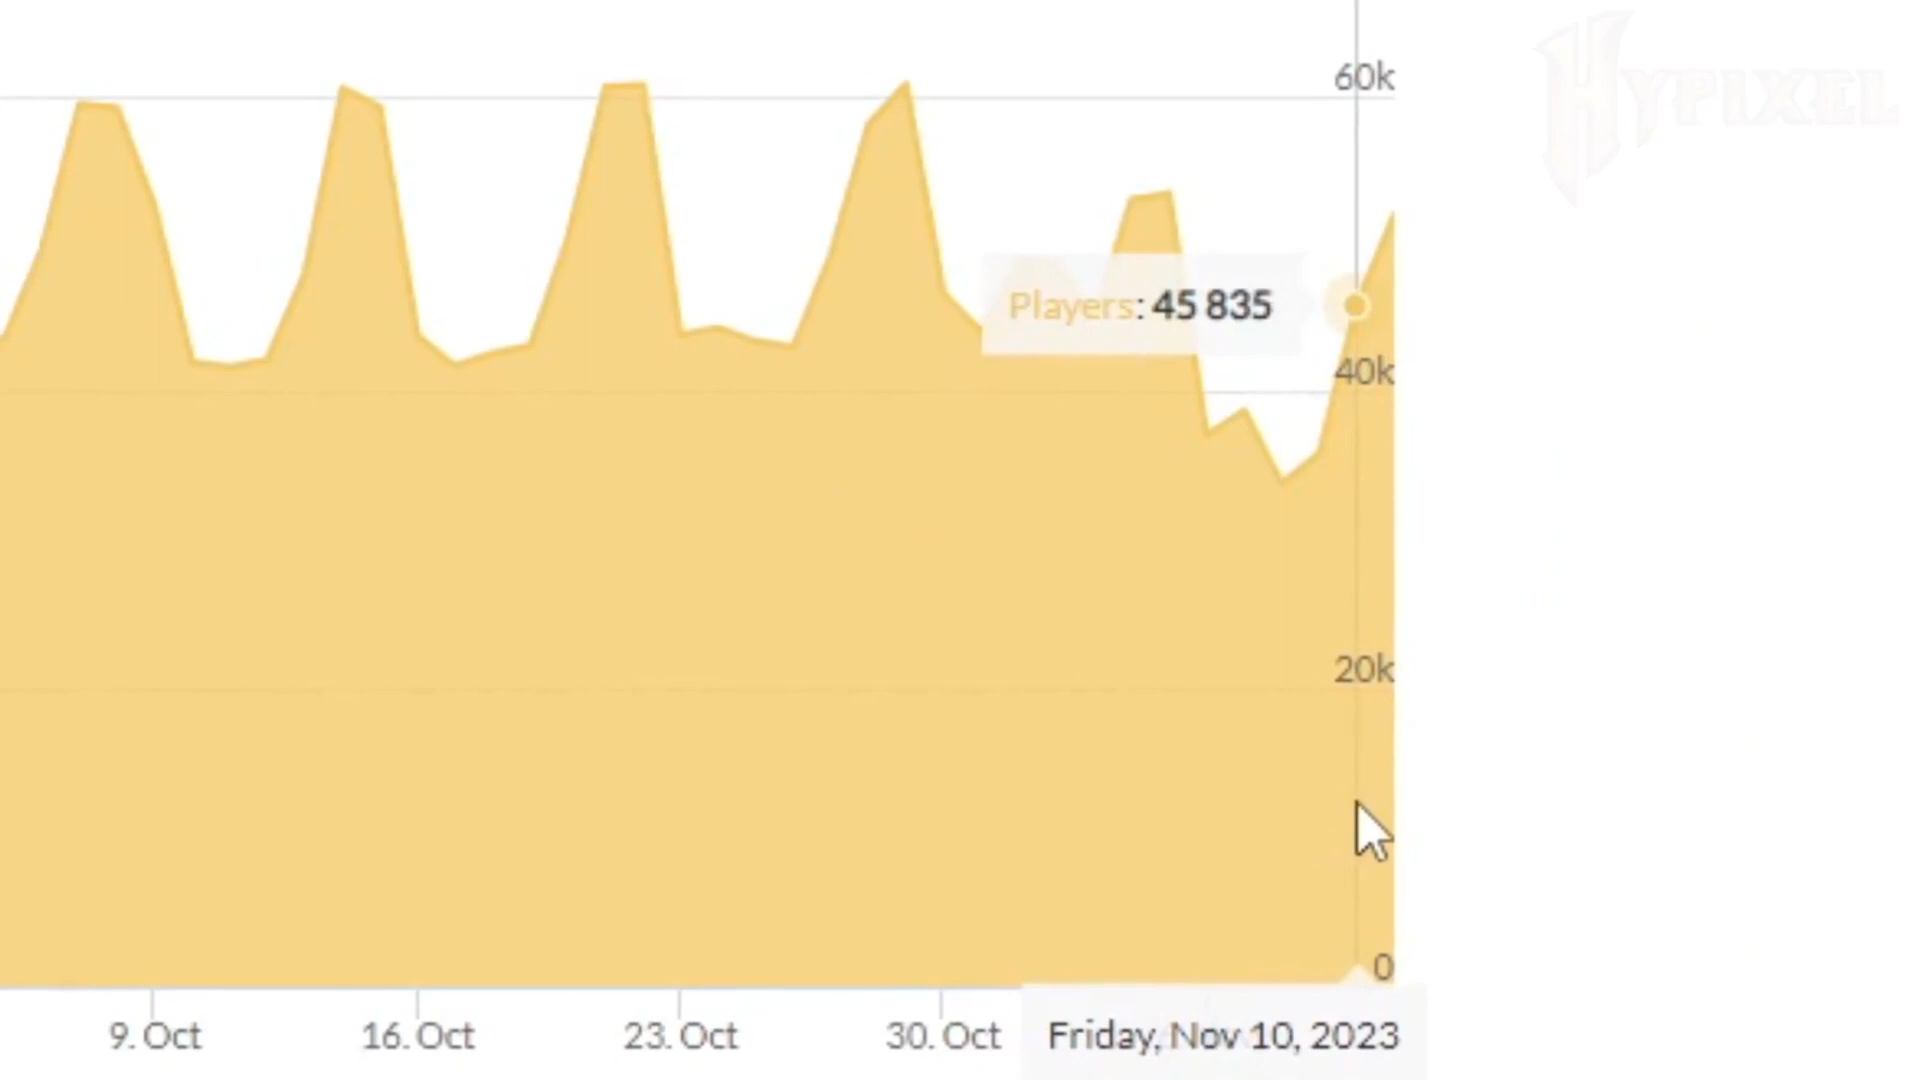 60k
HYPIXEL
Players: 45 835
40k
20k
0
9. Oct
16. Oct
23. Oct
30. Oct
Friday, Nov 10, 2023